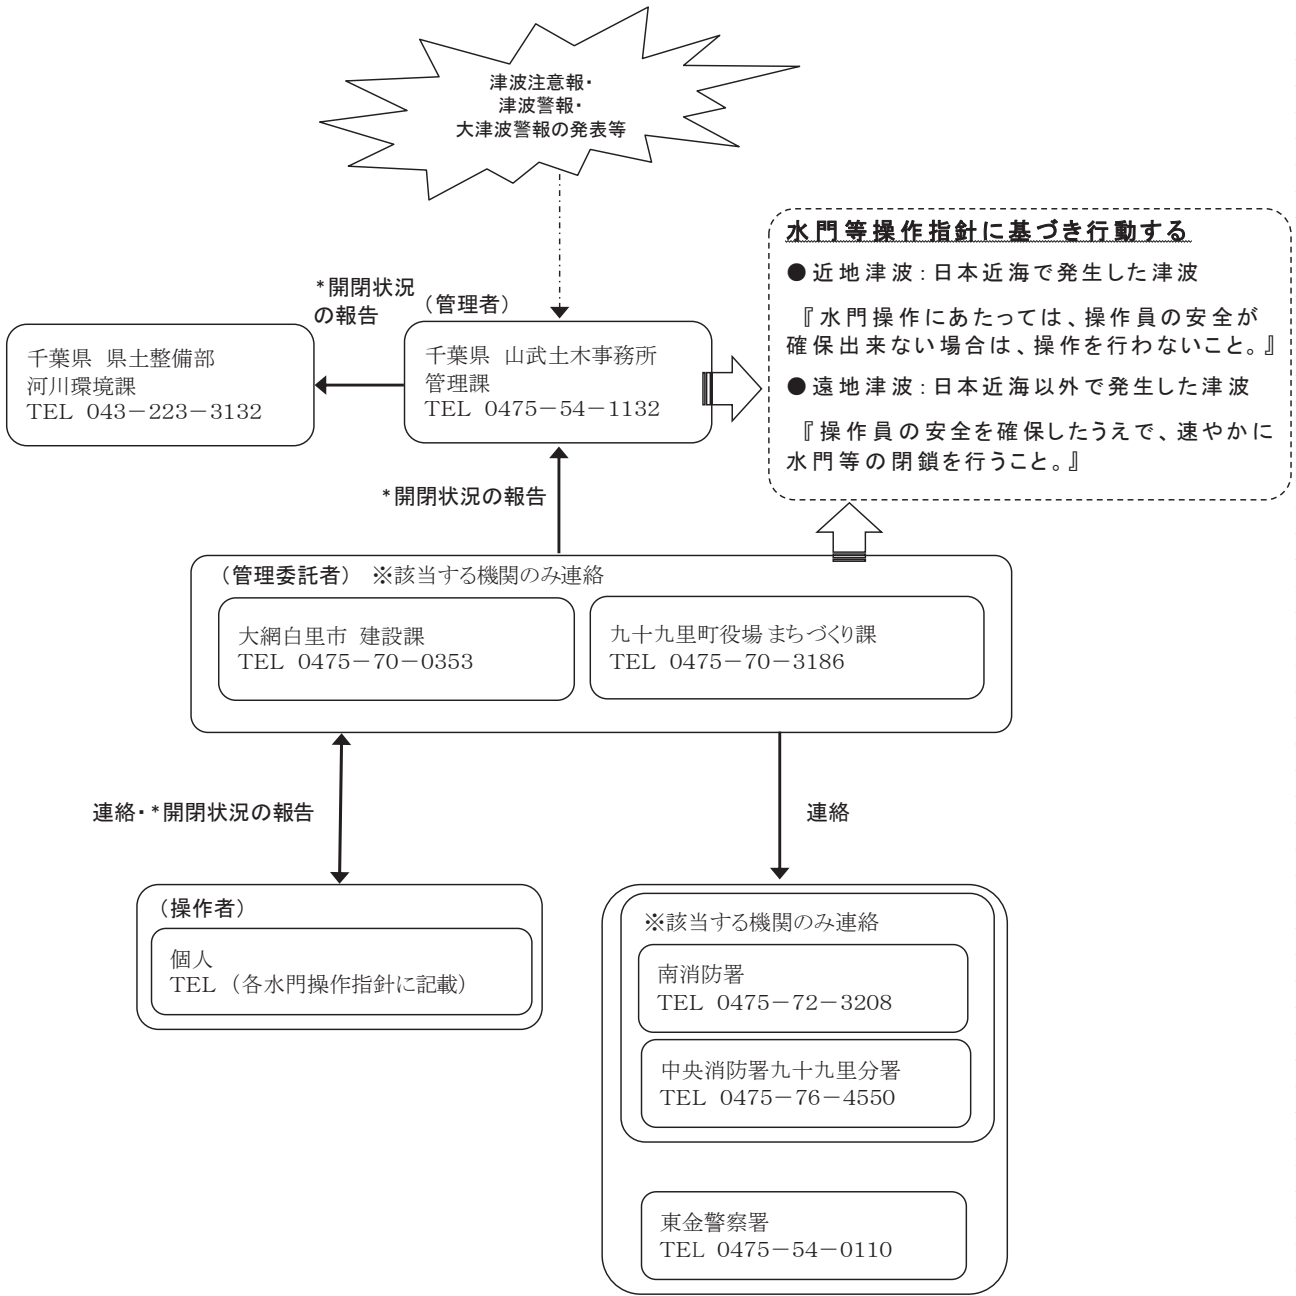 津波注意報・
津波警報・
大津波警報の発表等
水門等操作指針に基づき行動する
●近地津波：日本近海で発生した津波
『水門操作にあたっては、操作員の安全が
確保出来ない場合は、操作を行わないこと。』
●遠地津波：日本近海以外で発生した津波
『操作員の安全を確保したうえで、速やかに
水門等の閉鎖を行うこと。』
*開閉状況
の報告
（管理者）
千葉県 県土整備部
河川環境課
TEL 043－223－3132
千葉県 山武土木事務所
管理課
TEL 0475－54－1132
*開閉状況の報告
（管理委託者） ※該当する機関のみ連絡
大網白里市 建設課
TEL 0475－70－0353
九十九里町役場 まちづくり課
TEL 0475－70－3186
連絡・*開閉状況の報告
連絡
（操作者）
個人
TEL （各水門操作指針に記載）
※該当する機関のみ連絡
南消防署
TEL 0475－72－3208
中央消防署九十九里分署
TEL 0475－76－4550
東金警察署
TEL 0475－54－0110